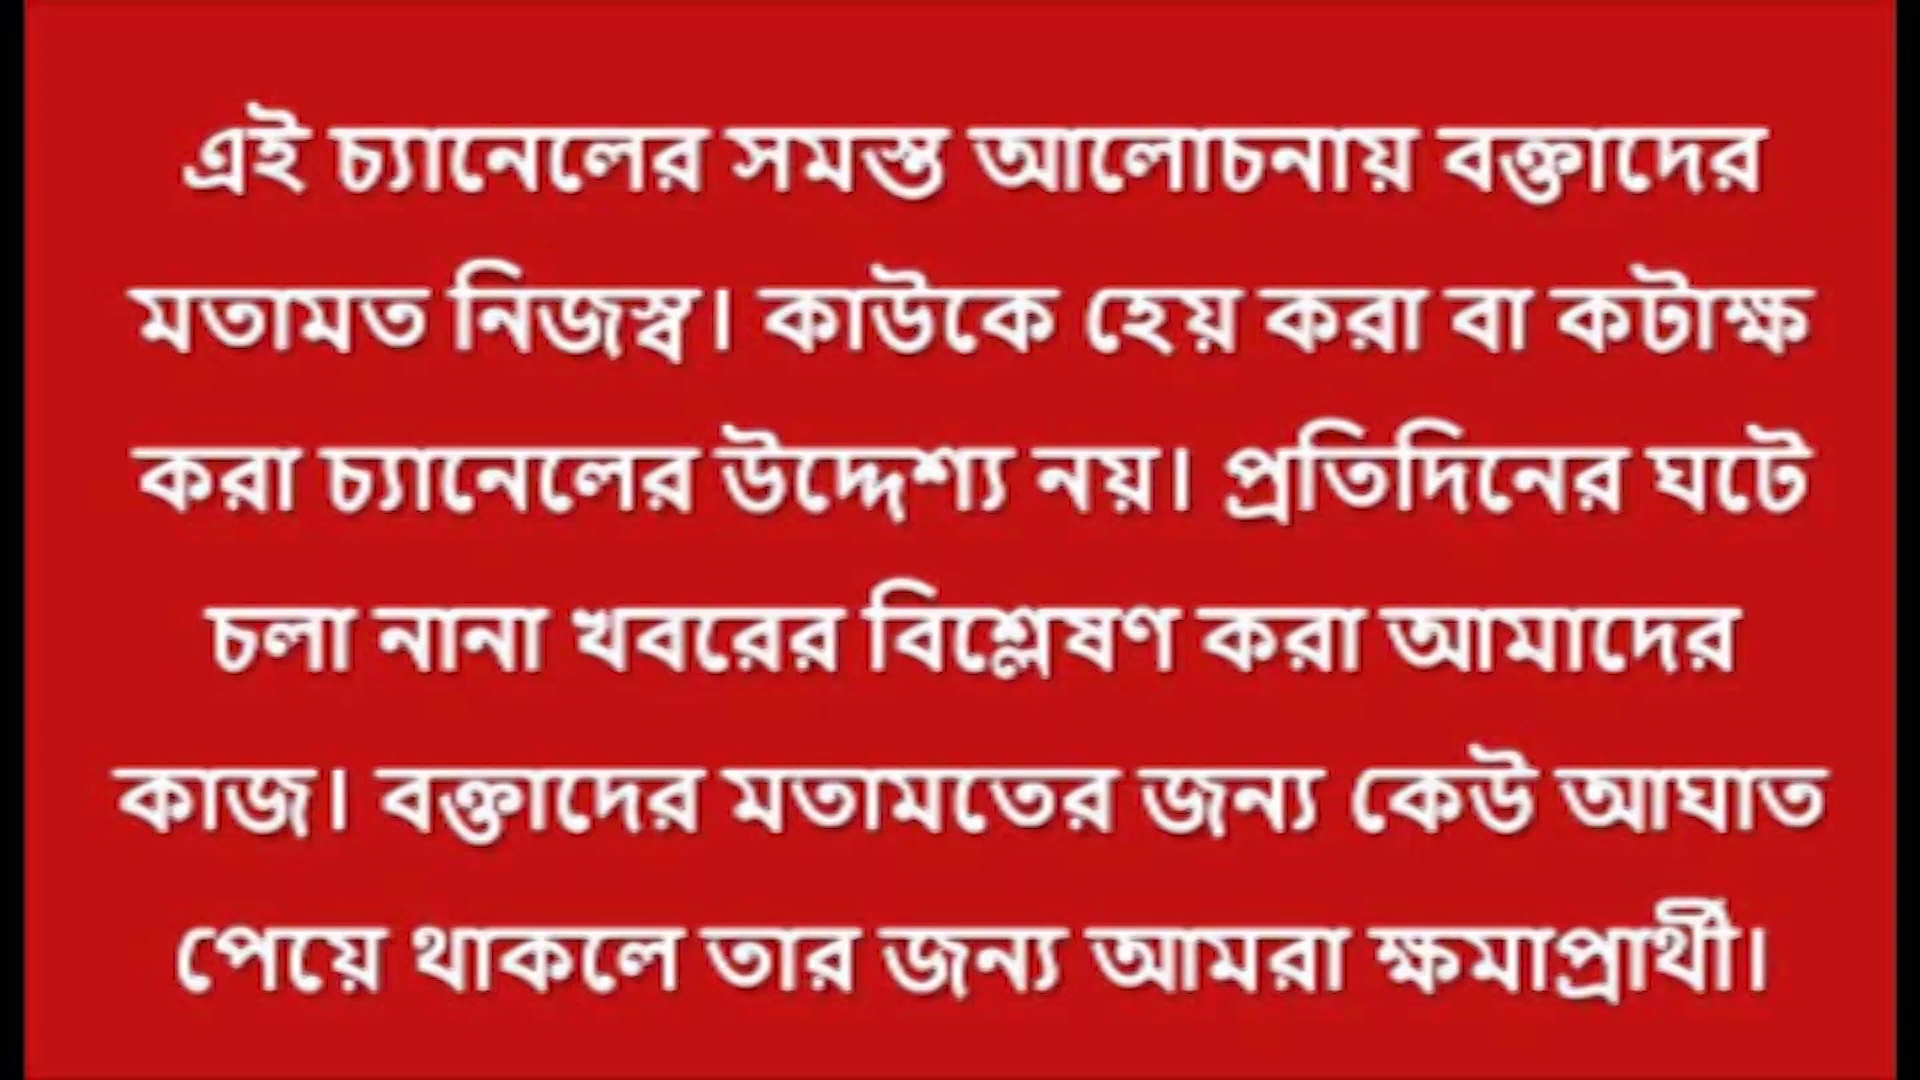 এই চ্যানেলের সমস্ত আলোচনায় বক্তাদের
মতামত নিজস্ব। কাউকে হেয় করা বা কটাক্ষ
করা চ্যানেলের উদ্দেশ্য নয়। প্রতিদিনের ঘটে
চলা নানা খবরের বিশ্লেষণ করা আমাদের
কাজ। বক্তাদের মতামতের জন্য কেউ আঘাত
পেয়ে থাকলে তার জন্য আমরা ক্ষমাপ্রার্থী।